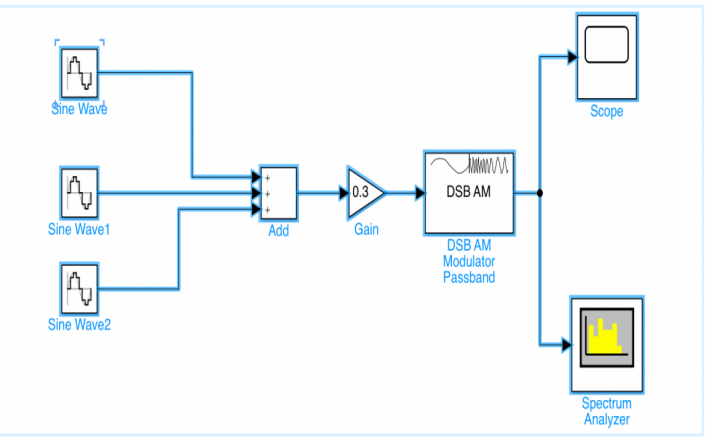 Sine Wave
Scope
+
+
+
0.3
DSB AM
Sine Wave1
Add
Gain
DSB AM
Modulator
Passband
Sine Wave2
Spectrum
Analyzer